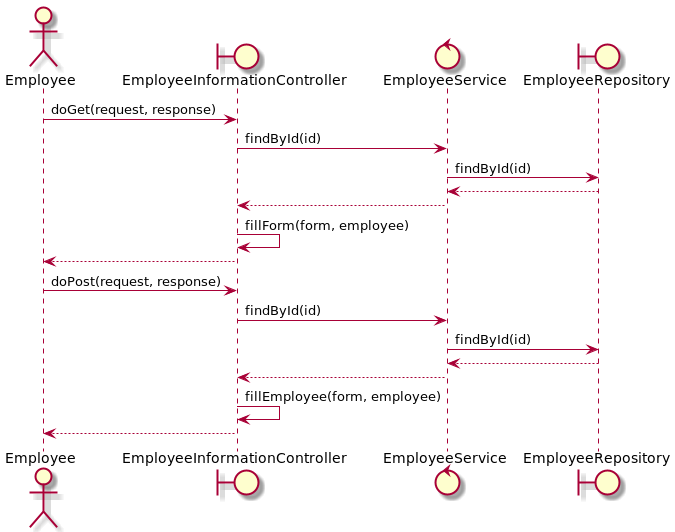 Employee
EmployeeInformationController
EmployeeService
EmployeeRepository
doGet(request, response)
findById(id)
findById(id)
fillForm(form, employee)
doPost(request, response)
findById(id)
findById(id)
fillEmployee(form, employee)
Employee
EmployeeInformationController
EmployeeService
EmployeeRepository